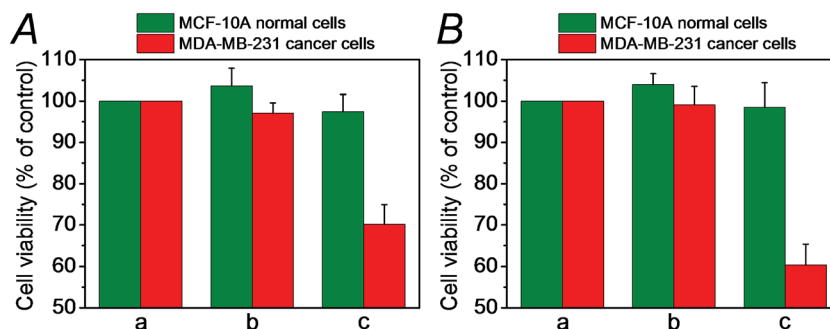 A
MCF-10A normal cells
MDA-MB-231 cancer cells
Cell viability (% of control)
110
100
90
80
70
60
50
a b c
B
MCF-10A normal cells
MDA-MB-231 cancer cells
Cell viability (% of control)
110
100
90
80
70
60
50
a b c